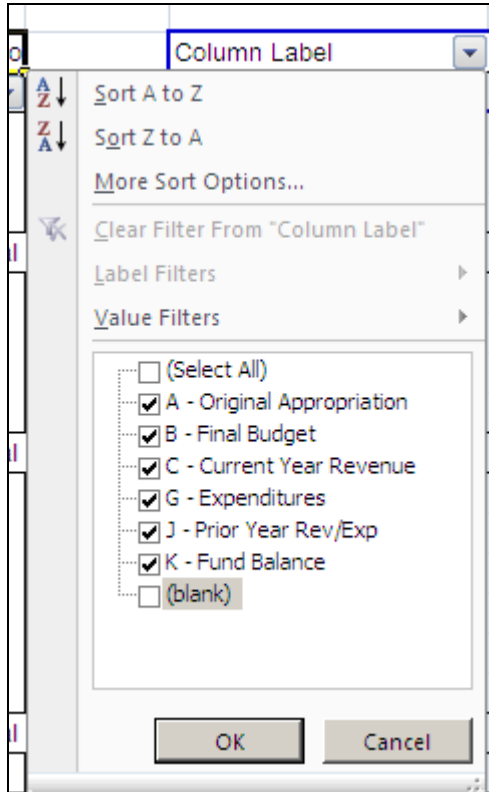 Column Label
Sort A to Z
Sort Z to A
More Sort Options...
Clear Filter From "Column Label"
Label Filters
Value Filters
(Select All)
A - Original Appropriation
B - Final Budget
C - Current Year Revenue
G - Expenditures
J - Prior Year Rev/Exp
K - Fund Balance
(blank)
OK Cancel